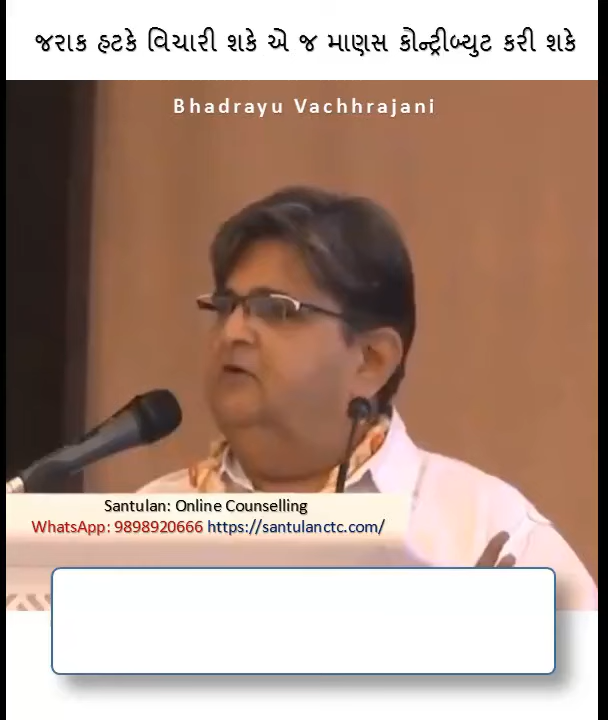 જરાક હટકે વિચારી શકે એ જ માણસ કોન્ટ્રીબ્યુટ કરી શકે
Bhadrayu Vachhrajani
Santulan: Online Counselling
WhatsApp: 9898920666 https://santulanctc.com/